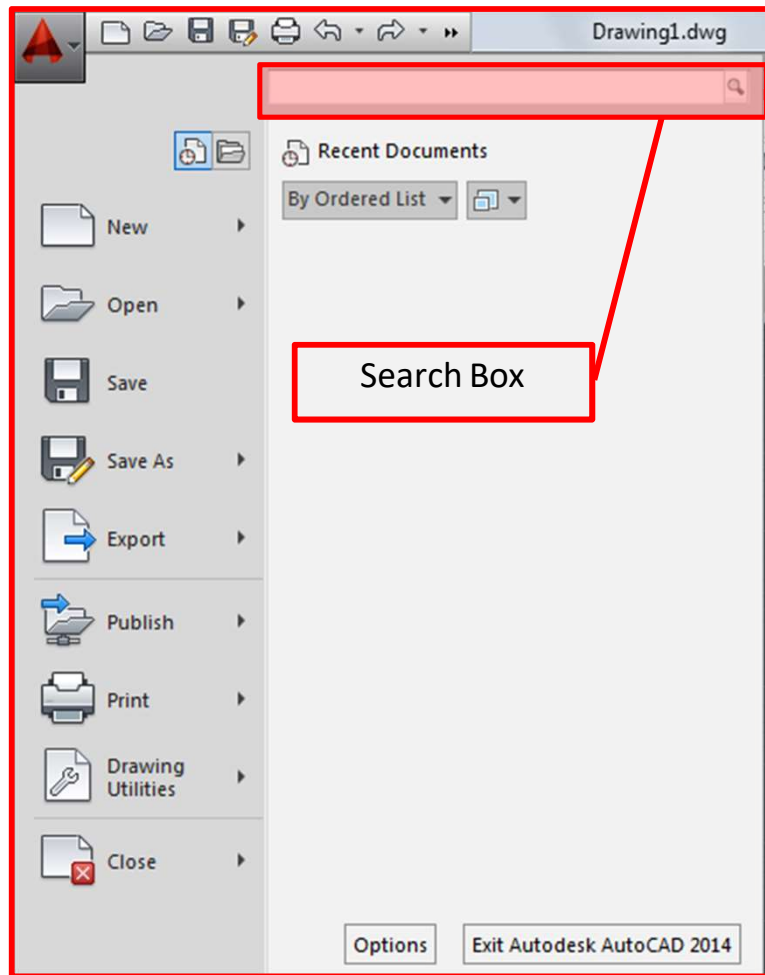 Drawing1.dwg
Recent Documents
By Ordered List
New
Open
Search Box
Save
Save As
Export
Publish
Print
Drawing
Utilities
Close
Options
Exit Autodesk AutoCAD 2014